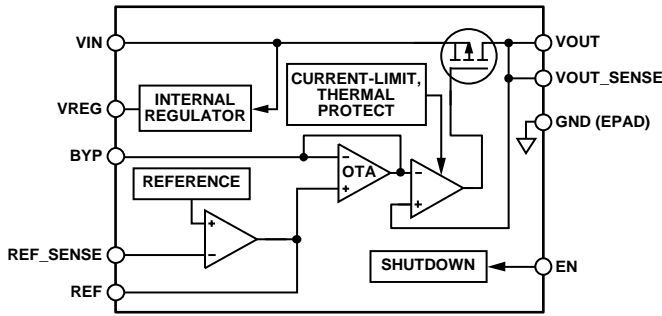 VIN
VOUT
VOUT_SENSE
CURRENT-LIMIT,
THERMAL
PROTECT
INTERNAL
REGULATOR
VREG
GND (EPAD)
BYP
−
OTA
+
−
+
REFERENCE
+
−
REF_SENSE
REF
SHUTDOWN
EN